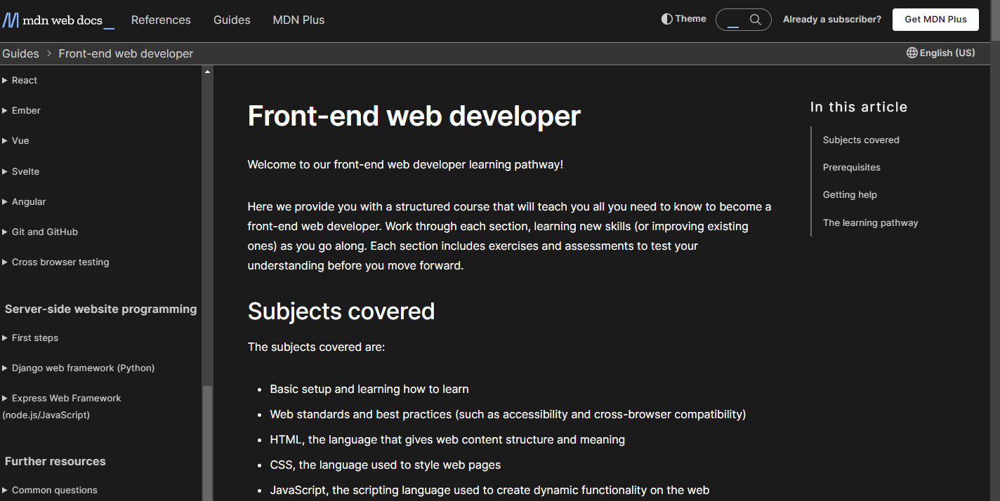 mdn web docs_ References Guides MDN Plus Theme Already a subscriber? Get MDN Plus
Guides > Front-end web developer English (US)
React
Ember
Vue
Svelte
Angular
Git and GitHub
Cross browser testing
Server-side website programming
First steps
Django web framework (Python)
Express Web Framework
(node.js/JavaScript)
Further resources
Common questions
Front-end web developer
Welcome to our front-end web developer learning pathway!
Here we provide you with a structured course that will teach you all you need to know to become a
front-end web developer. Work through each section, learning new skills (or improving existing
ones) as you go along. Each section includes exercises and assessments to test your
understanding before you move forward.
Subjects covered
The subjects covered are:
• Basic setup and learning how to learn
• Web standards and best practices (such as accessibility and cross-browser compatibility)
• HTML, the language that gives web content structure and meaning
• CSS, the language used to style web pages
• JavaScript, the scripting language used to create dynamic functionality on the web
In this article
Subjects covered
Prerequisites
Getting help
The learning pathway